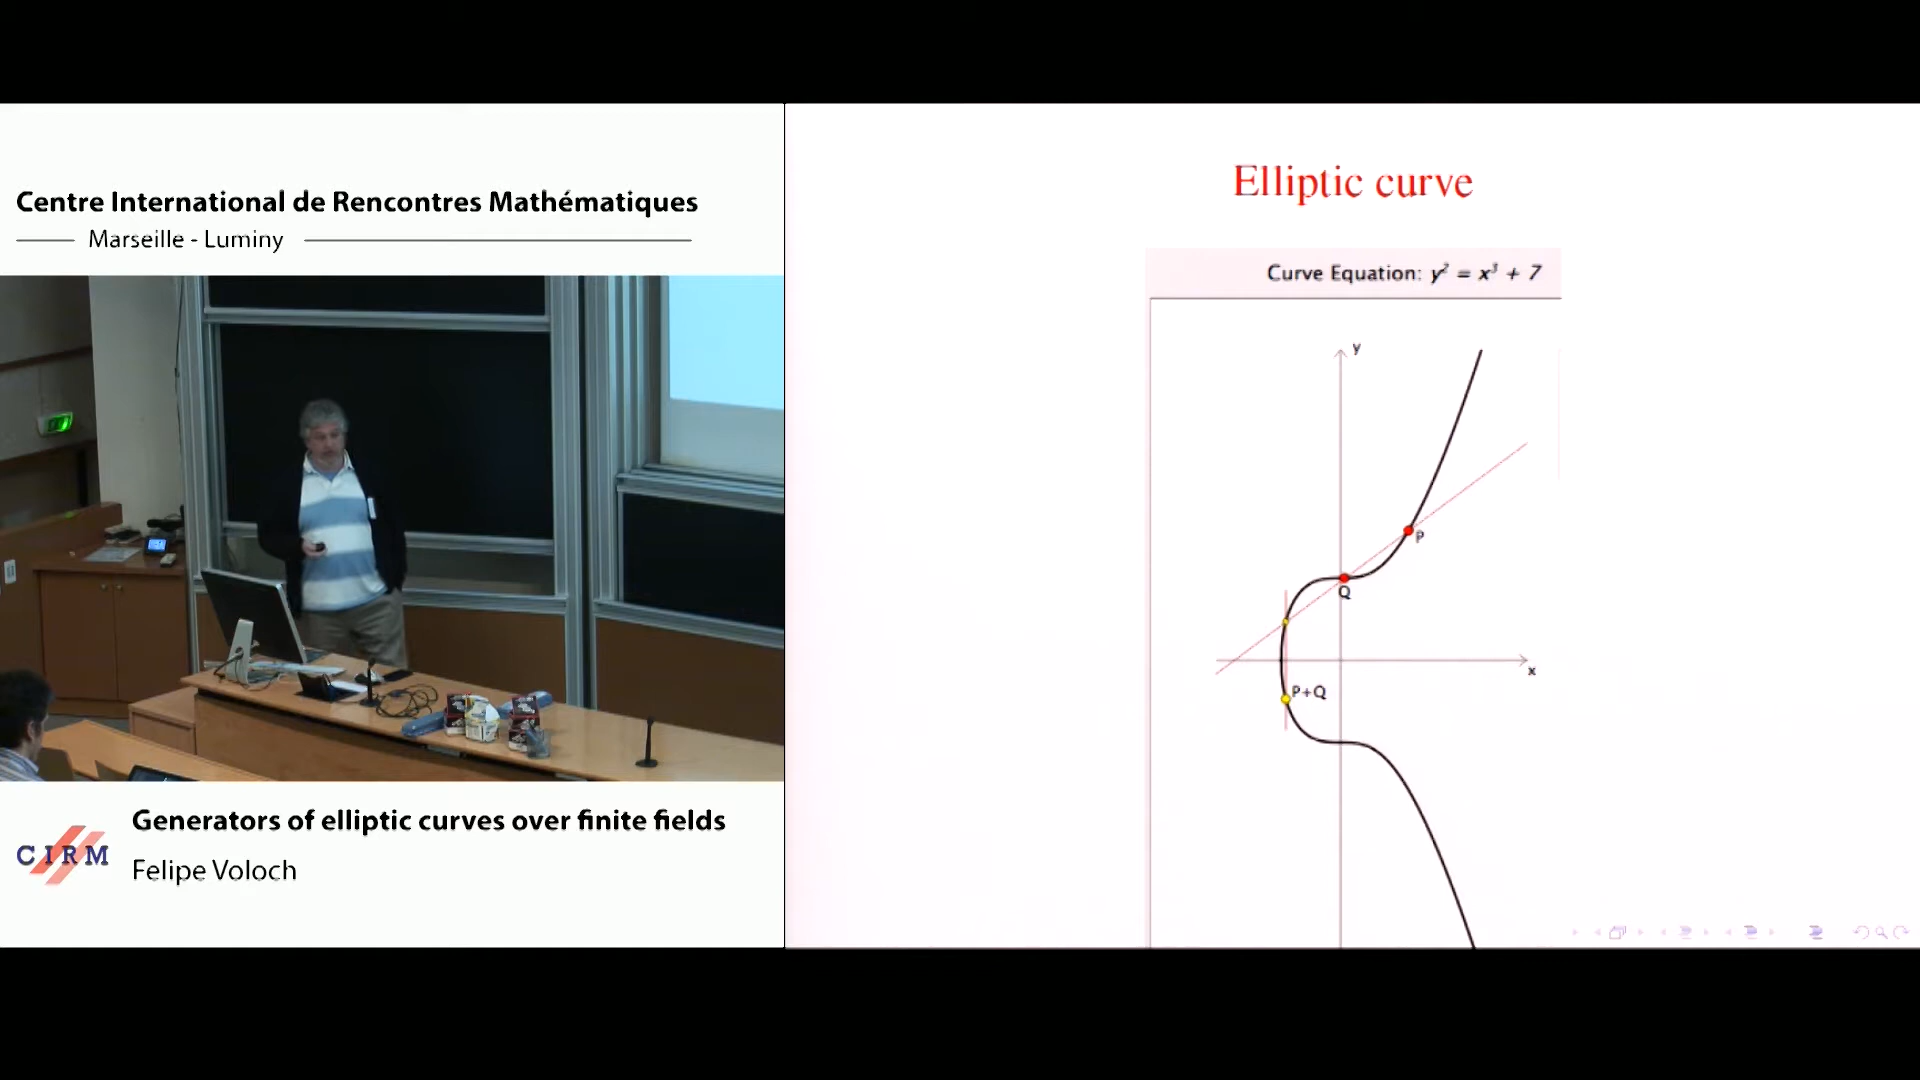 Centre International de Rencontres Mathématiques
Marseille - Luminy
Generators of elliptic curves over finite fields
CIRM
Felipe Voloch
Elliptic curve
Curve Equation: y² = x³ + 7
y
P
Q
x
P+Q